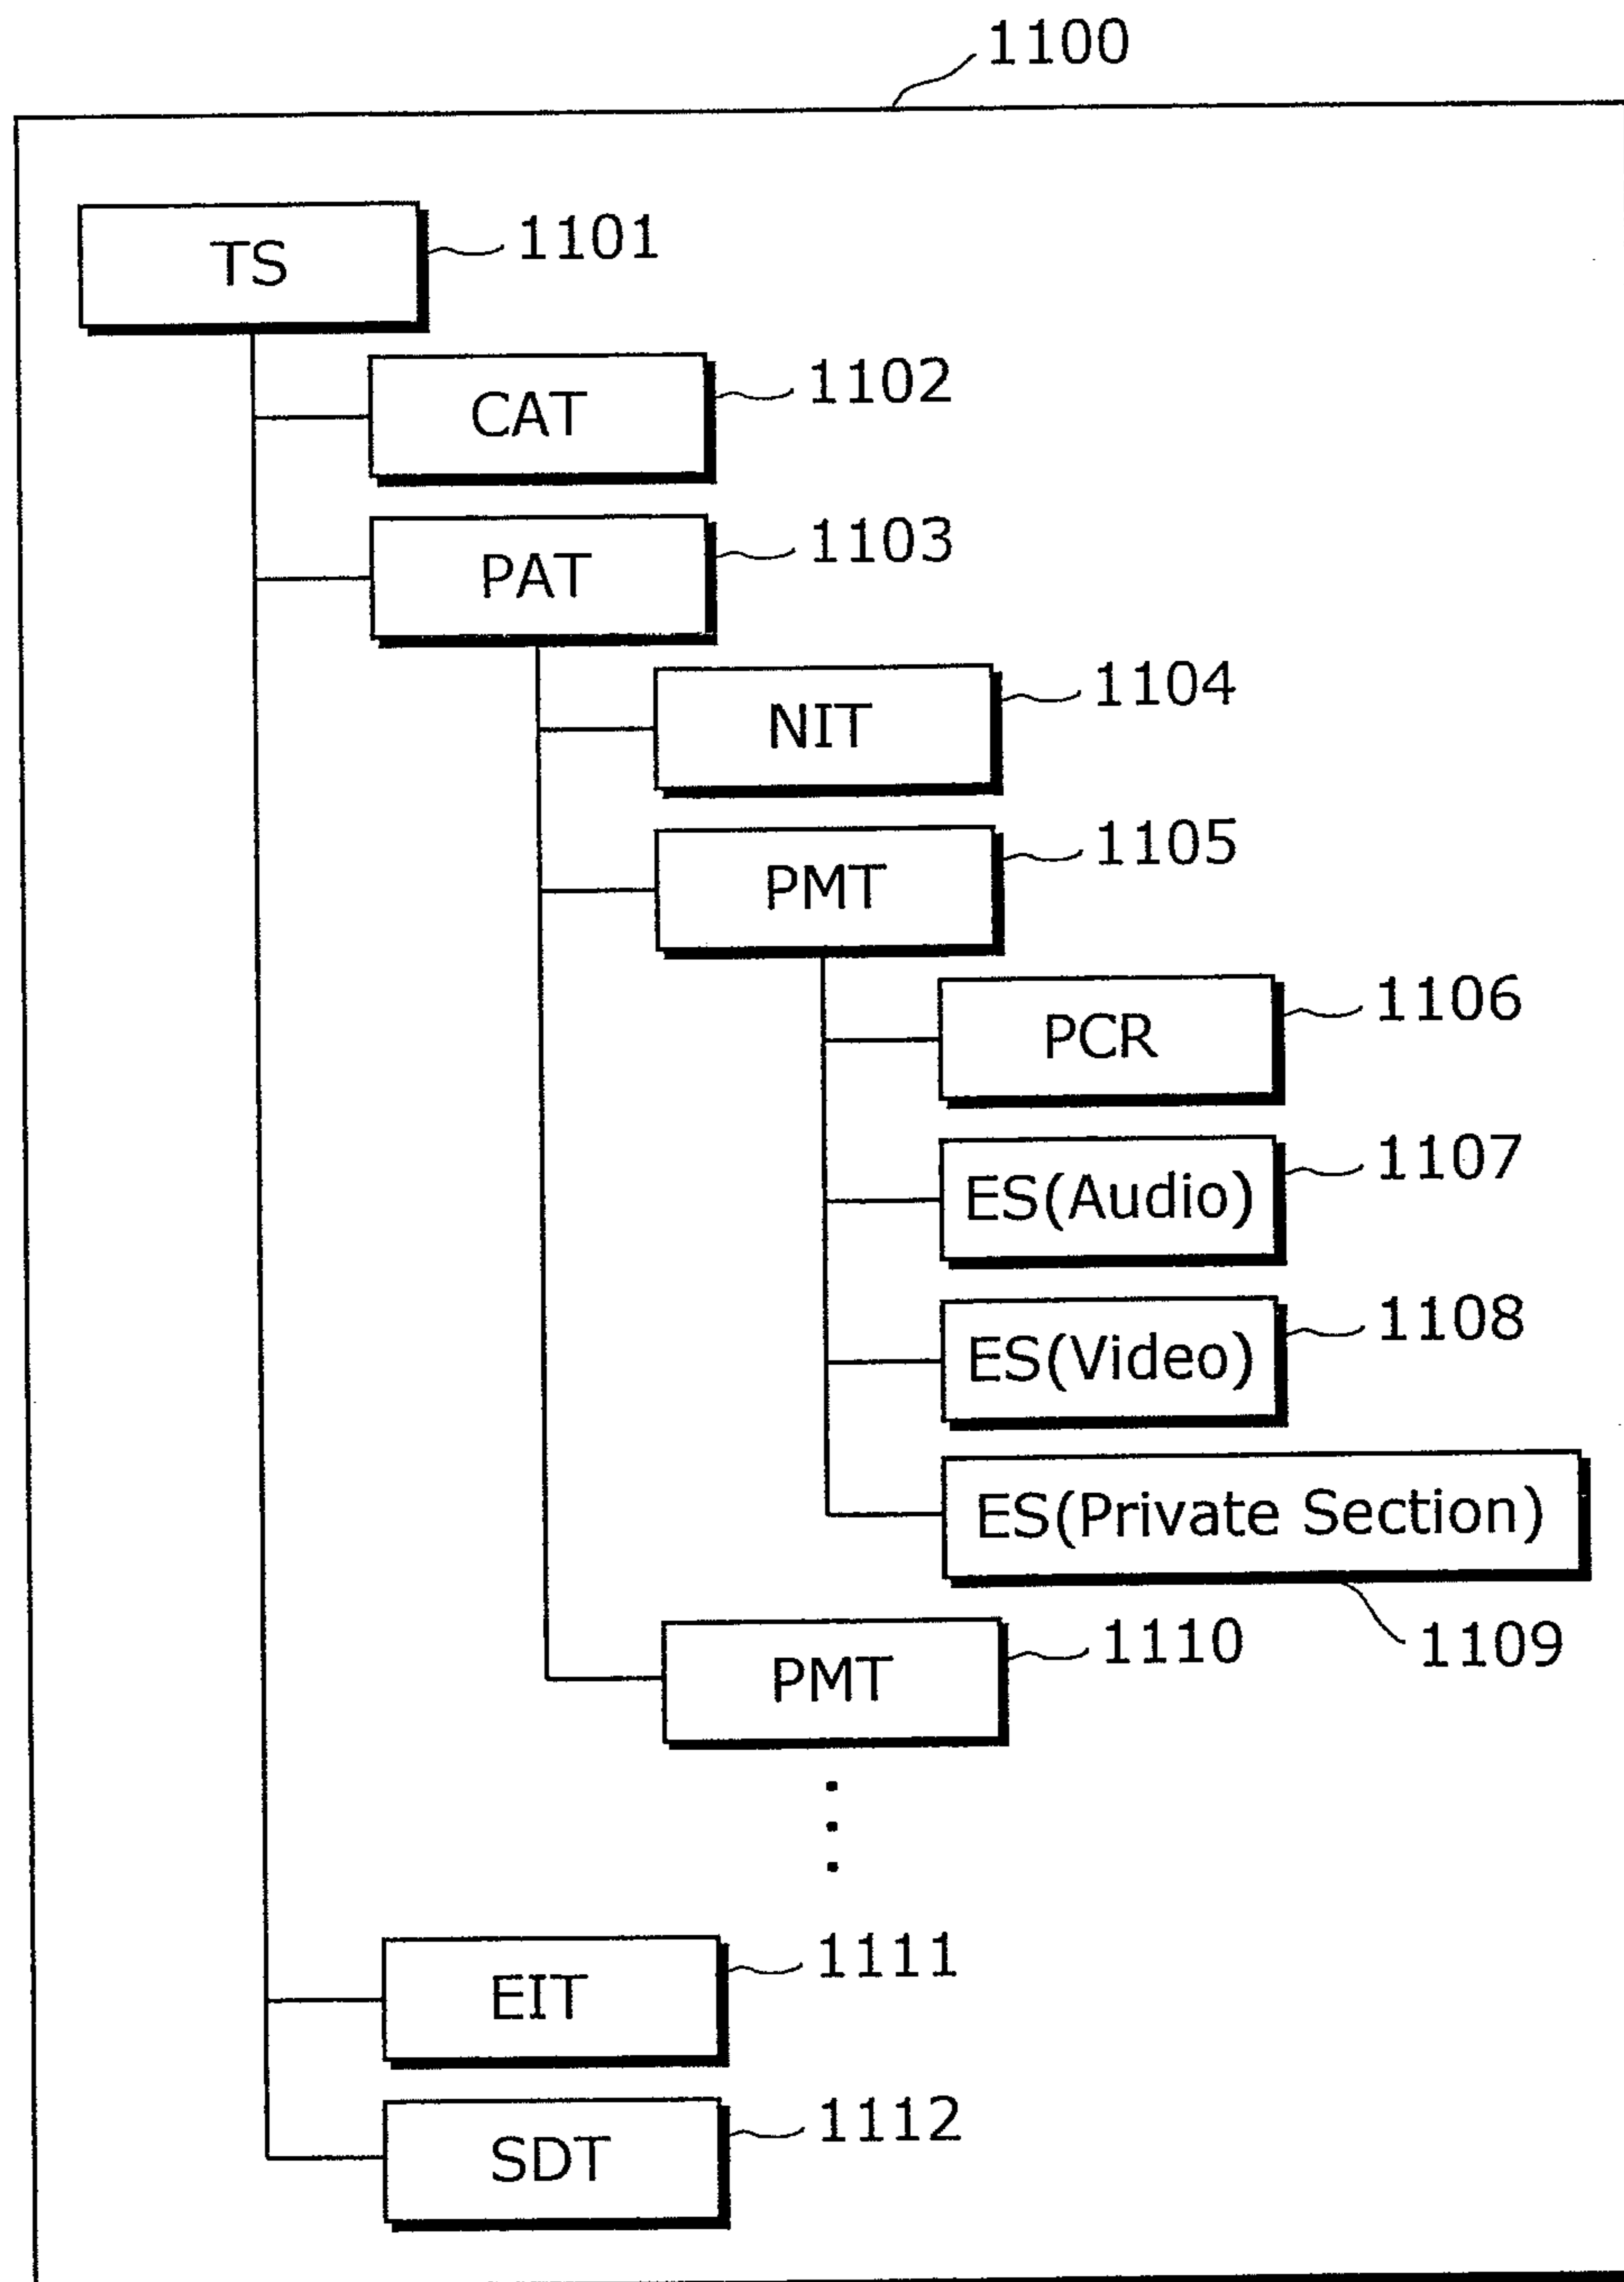 1100
TS 1101
CAT 1102
PAT 1103
NIT 1104
PMT 1105
PCR 1106
ES(Audio) 1107
ES(Video) 1108
ES(Private Section)
1109
PMT 1110
EIT 1111
SDT 1112